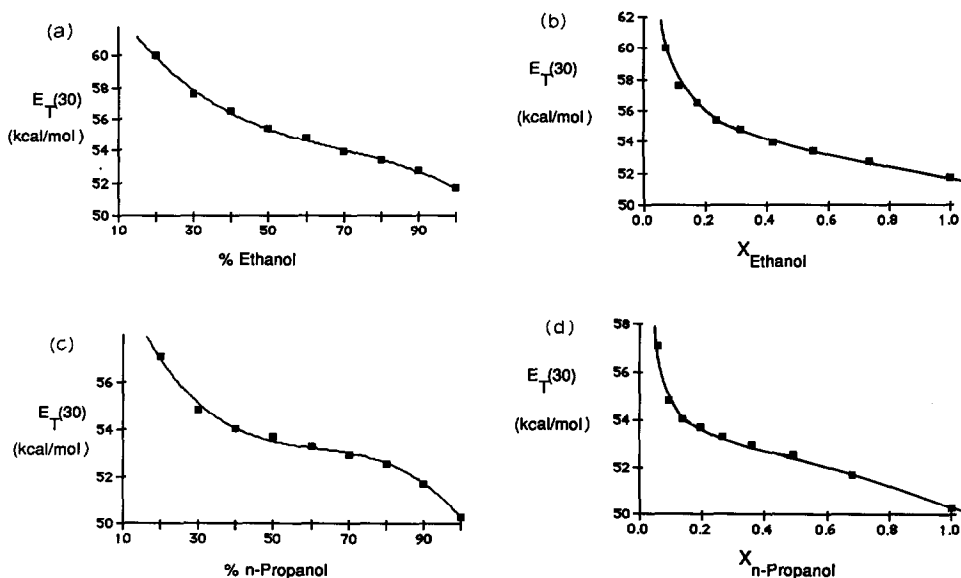 (a)
60
58
56
54
52
50
E_T(30)
(kcal/mol)
10 30 50 70 90
% Ethanol
(b)
62
60
58
56
54
52
50
E_T(30)
(kcal/mol)
0.0 0.2 0.4 0.6 0.8 1.0
X_Ethanol
(c)
56
54
52
50
E_T(30)
(kcal/mol)
10 30 50 70 90
% n-Propanol
(d)
58
56
54
52
50
E_T(30)
(kcal/mol)
0.0 0.2 0.4 0.6 0.8 1.0
X_n-Propanol